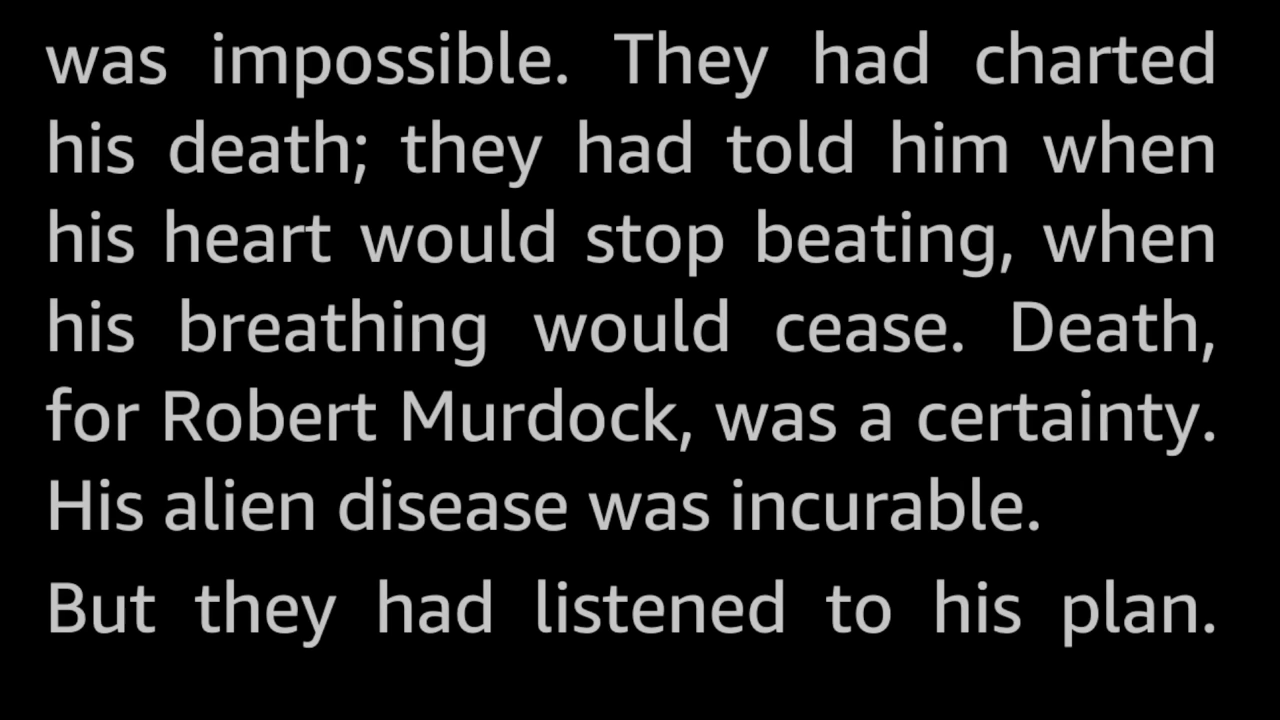 was impossible. They had charted
his death; they had told him when
his heart would stop beating, when
his breathing would cease. Death,
for Robert Murdock, was a certainty.
His alien disease was incurable.
But they had listened to his plan.